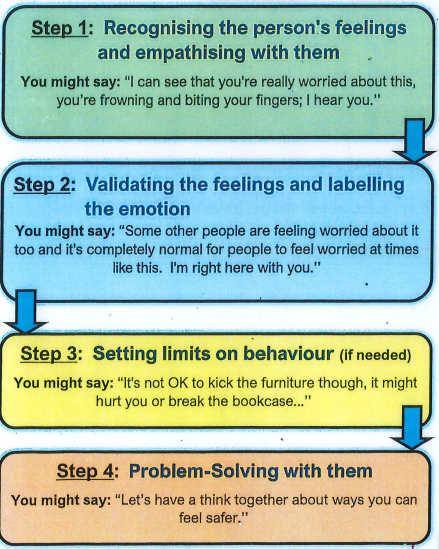 Step 1: Recognising the person's feelings
and empathising with them
You might say: "I can see that you're really worried about this,
you're frowning and biting your fingers; I hear you."
Step 2: Validating the feelings and labelling
the emotion
You might say: "Some other people are feeling worried about it
too and it's completely normal for people to feel worried at times
like this. I'm right here with you."
Step 3: Setting limits on behaviour (if needed)
You might say: "It's not OK to kick the furniture though, it might
hurt you or break the bookcase..."
Step 4: Problem-Solving with them
You might say: "Let's have a think together about ways you can
feel safer."